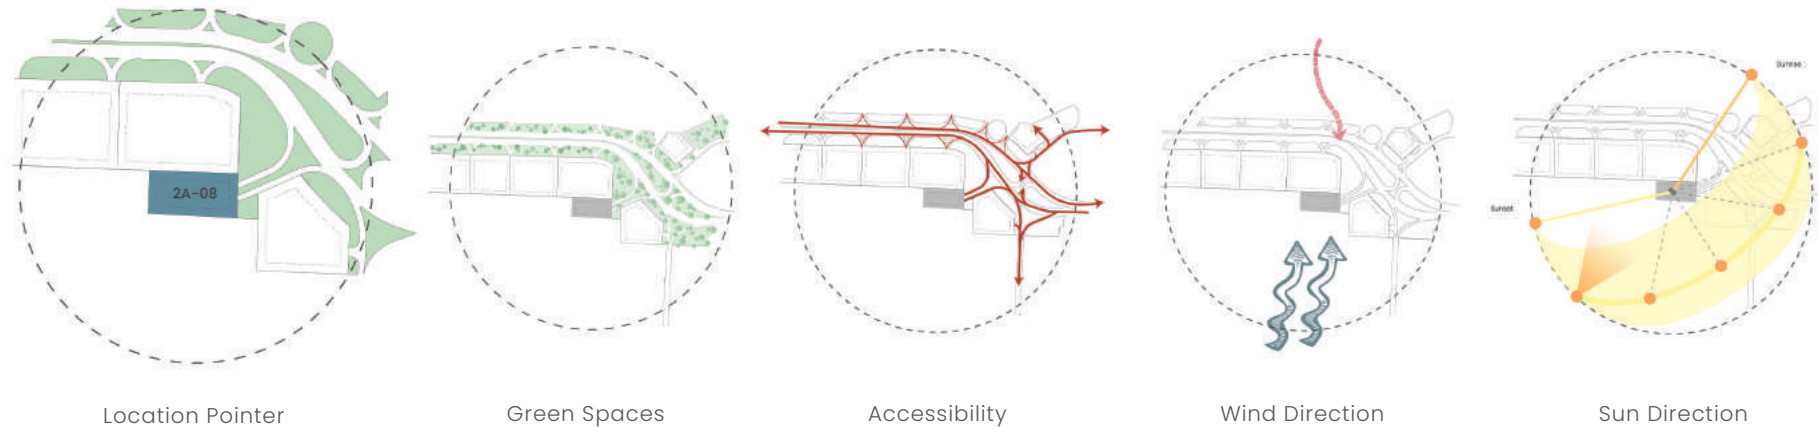 2A-08
Sunrise
Sunset
Location Pointer
Green Spaces
Accessibility
Wind Direction
Sun Direction